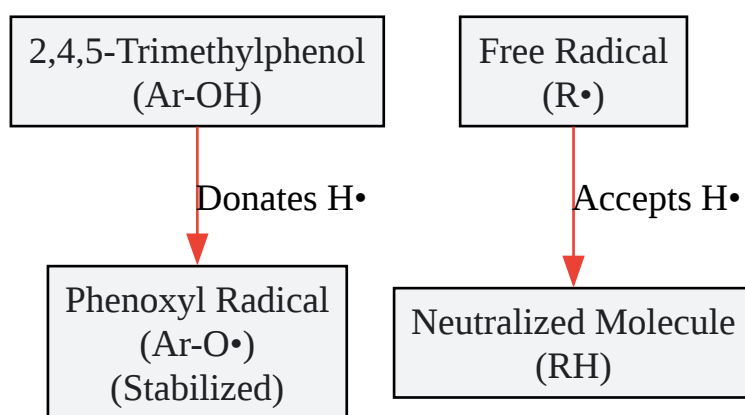 2,4,5-Trimethylphenol
(Ar-OH)
Free Radical
(R•)
Donates H•
Accepts H•
Phenoxyl Radical
(Ar-O•)
(Stabilized)
Neutralized Molecule
(RH)